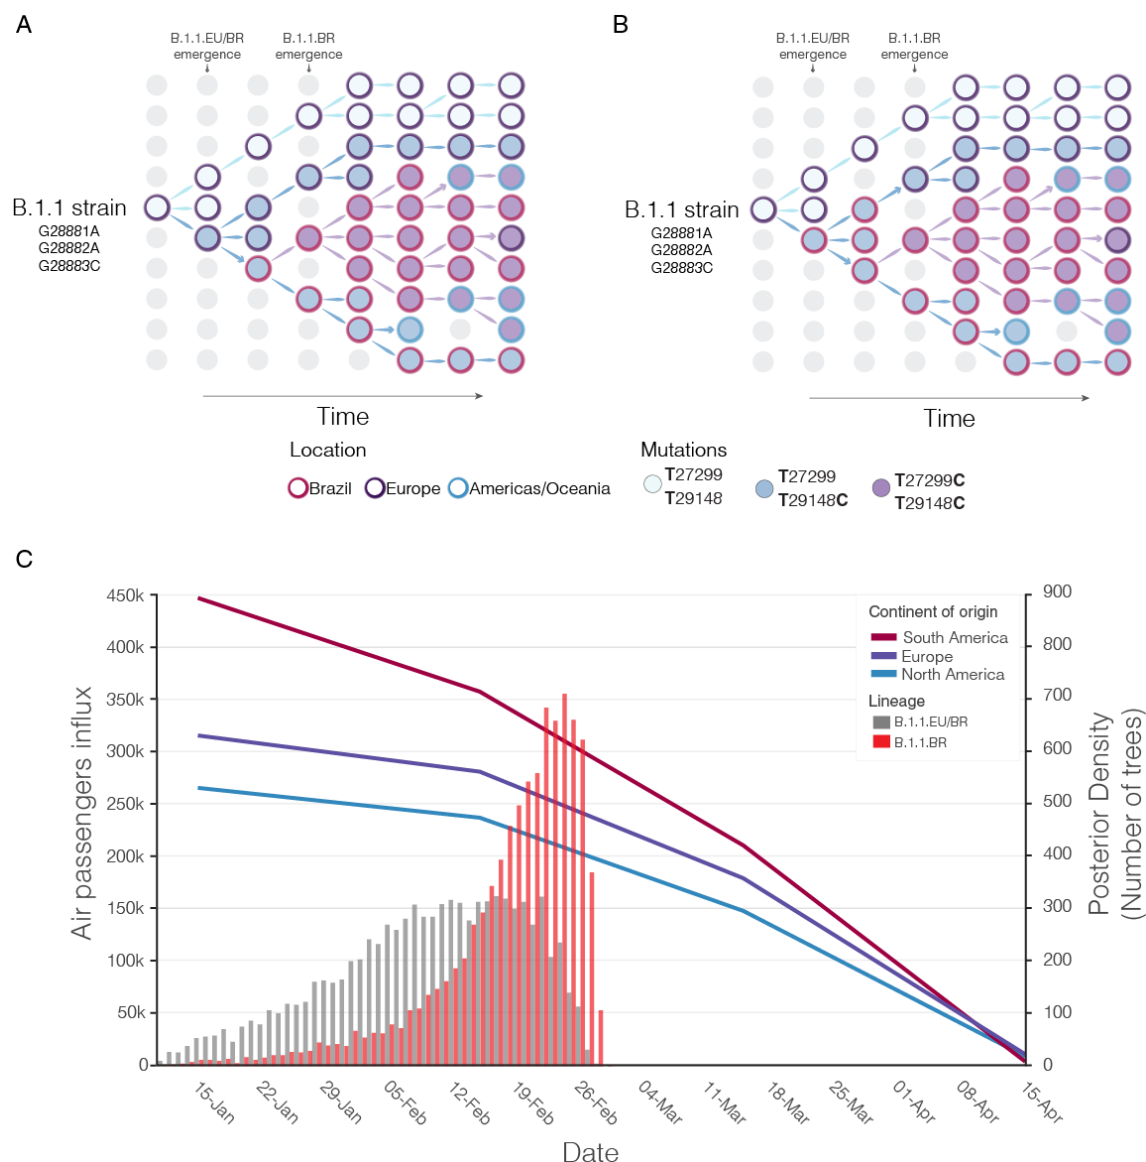 A
B
B.1.1.EU/BR
emergence
B.1.1.BR
emergence
B.1.1.EU/BR
emergence
B.1.1.BR
emergence
B.1.1 strain
G28881A
G28882A
G28883C
B.1.1 strain
G28881A
G28882A
G28883C
Time
Time
Location
Brazil
Europe
Americas/Oceania
Mutations
T27299
T29148
T27299
T29148C
T27299C
T29148C
C
450k
400k
350k
300k
250k
200k
150k
100k
50k
0
Air passengers influx
900
800
700
600
500
400
300
200
100
0
Posterior Density
(Number of trees)
Continent of origin
South America
Europe
North America
Lineage
B.1.1.EU/BR
B.1.1.BR
15-Jan
22-Jan
29-Jan
05-Feb
12-Feb
19-Feb
26-Feb
04-Mar
11-Mar
18-Mar
25-Mar
01-Apr
08-Apr
15-Apr
Date